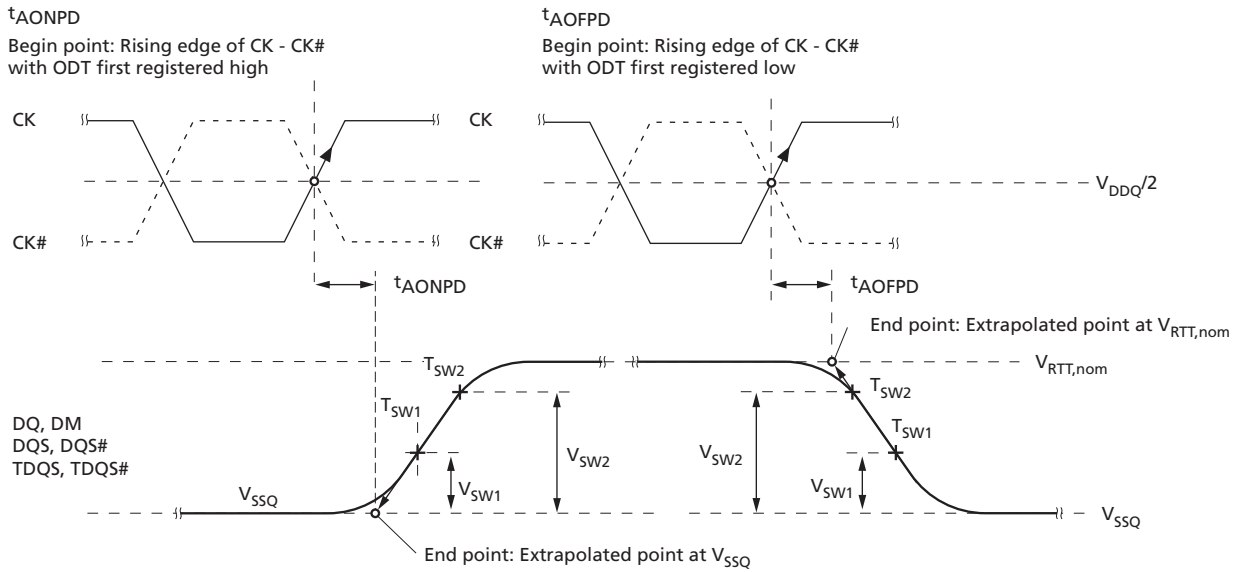 tAONPD
Begin point: Rising edge of CK - CK#
with ODT first registered high
tAOFPD
Begin point: Rising edge of CK - CK#
with ODT first registered low
CK
CK
VDDQ/2
CK#
CK#
tAONPD
tAOFPD
End point: Extrapolated point at VRTT,nom
VRTT,nom
TSW2
TSW2
TSW1
TSW1
DQ, DM
DQS, DQS#
TDQS, TDQS#
VSW2
VSW2
VSW1
VSW1
VSSQ
VSSQ
End point: Extrapolated point at VSSQ